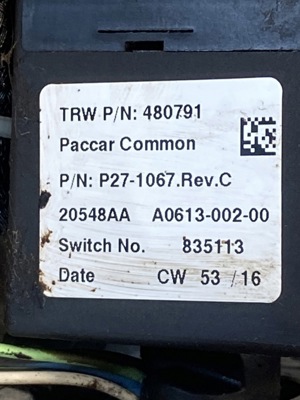 TRW P/N: 480791
Paccar Common
P/N: P27-1067.Rev.C
20548AA A0613-002-00
Switch No. 835113
Date CW 53 / 16